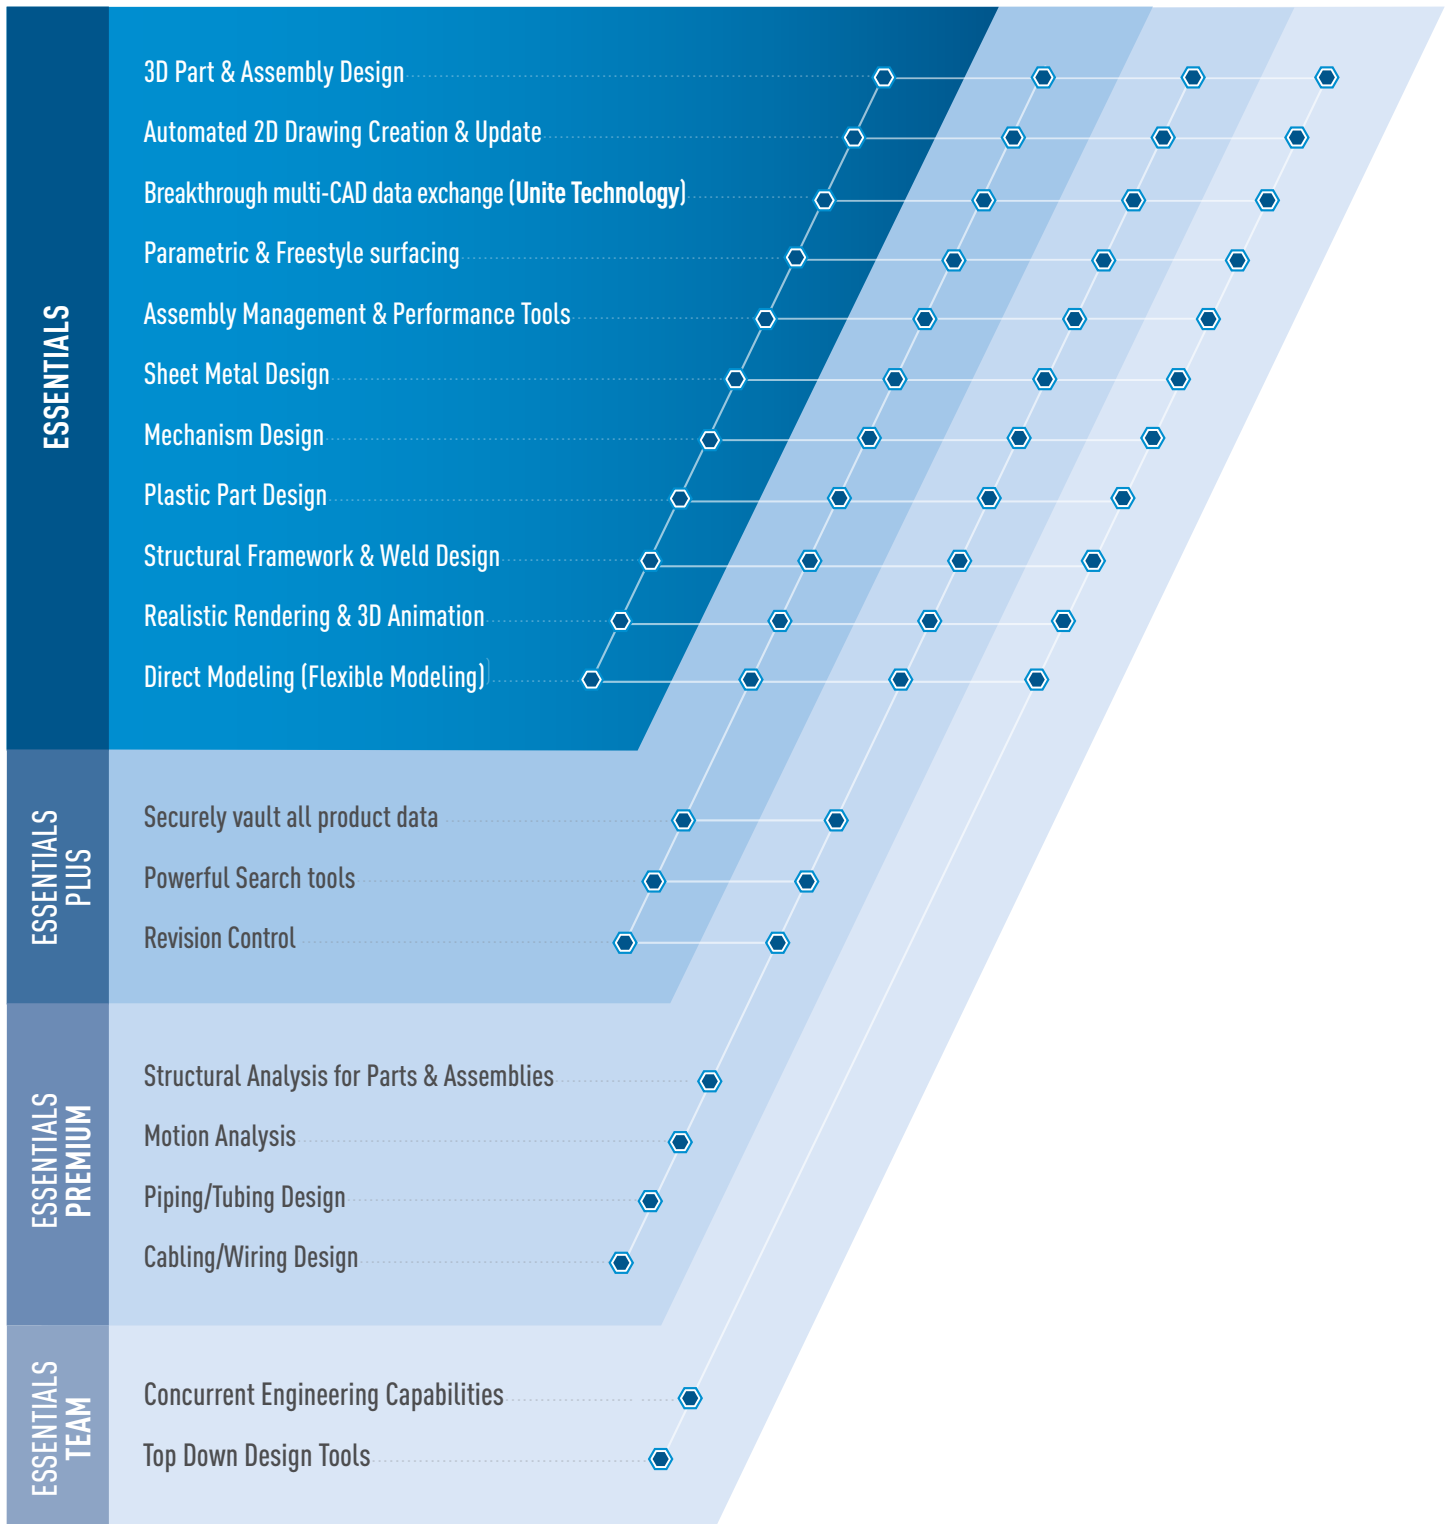 ESSENTIALS
3D Part & Assembly Design
Automated 2D Drawing Creation & Update
Breakthrough multi-CAD data exchange (Unite Technology)
Parametric & Freestyle surfacing
Assembly Management & Performance Tools
Sheet Metal Design
Mechanism Design
Plastic Part Design
Structural Framework & Weld Design
Realistic Rendering & 3D Animation
Direct Modeling (Flexible Modeling)
ESSENTIALS
PLUS
Securely vault all product data
Powerful Search tools
Revision Control
ESSENTIALS
PREMIUM
Structural Analysis for Parts & Assemblies
Motion Analysis
Piping/Tubing Design
Cabling/Wiring Design
ESSENTIALS
TEAM
Concurrent Engineering Capabilities
Top Down Design Tools